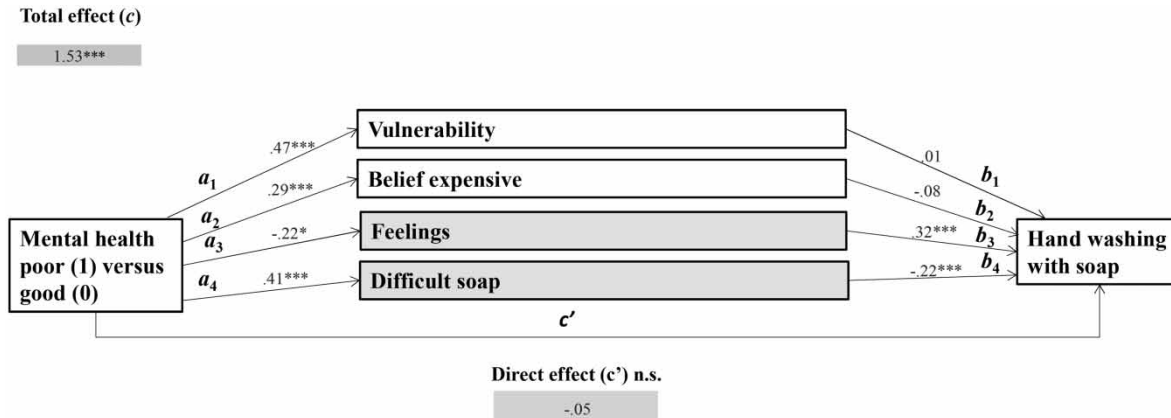 Total effect (c)
1.53***
Vulnerability
.47***
.01
a1
b1
Belief expensive
.29***
-.08
a2
b2
Mental health
poor (1) versus
good (0)
a3
-.22*
Feelings
.32***
b3
Hand washing
with soap
a4
.41***
Difficult soap
-.22***
b4
c’
Direct effect (c’) n.s.
-.05